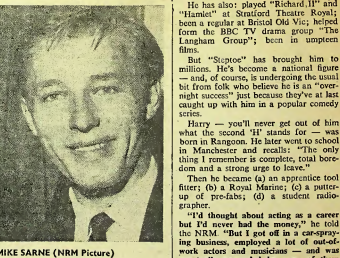 MIKE SARNE (NRM Picture)
He has also: played "Richard II" and
"Hamlet" at Stratford Theatre Royal;
been a regular at Bristol Old Vic; helped
form the BBC TV drama group "The
Langham Group"; been in umpteen
films.
But "Steptoe" has brought him to
millions. He's become a national figure
— and, of course, is undergoing the usual
bit from folk who believe he is an "over-
night success" just because they've at last
caught up with him in a popular comedy
series.
Harry — you'll never get out of him
what the second 'H' stands for — was
born in Rangoon. He later went to school
in Manchester and recalls: "The only
thing I remember is complete, total bore-
dom and a strong urge to leave."
Then he became (a) an apprentice tool
fitter; (b) a Royal Marine; (c) a putter-
up of pre-fabs; (d) a student radio-
grapher.
"I'd thought about acting as a career
but I'd never had the money," he told
the NRM. "But I got off in a car-spray-
ing business, employed a lot of out-of-
work actors and musicians — and was